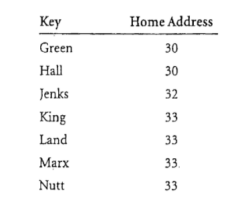 Key Home Address
Green 30
Hall 30
Jenks 32
King 33
Land 33
Marx 33.
Nutt 33